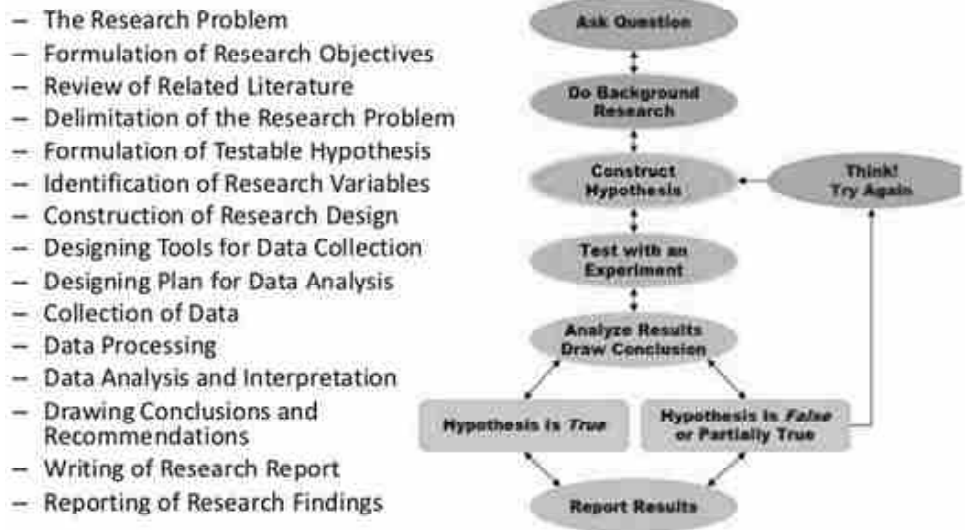 – The Research Problem
– Formulation of Research Objectives
– Review of Related Literature
– Delimitation of the Research Problem
– Formulation of Testable Hypothesis
– Identification of Research Variables
– Construction of Research Design
– Designing Tools for Data Collection
– Designing Plan for Data Analysis
– Collection of Data
– Data Processing
– Data Analysis and Interpretation
– Drawing Conclusions and
Recommendations
– Writing of Research Report
– Reporting of Research Findings
Ask Question
Do Background
Research
Construct
Hypothesis
Think!
Try Again
Test with an
Experiment
Analyze Results
Draw Conclusion
Hypothesis is True
Hypothesis is False
or Partially True
Report Results